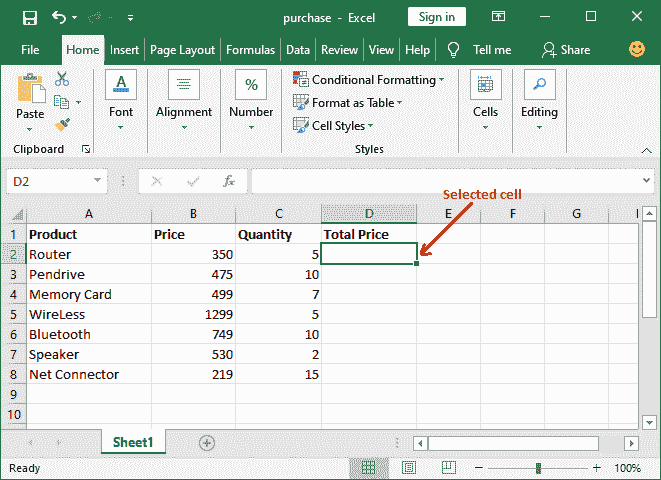 purchase - Excel
Sign in
File Home Insert Page Layout Formulas Data Review View Help Tell me Share
Paste
Clipboard
A
Font
Alignment
%
Number
Conditional Formatting
Format as Table
Cell Styles
Styles
Cells
Editing
D2
fx
Selected cell
A B C D E F G H
1 Product Price Quantity Total Price
2 Router 350 5
3 Pendrive 475 10
4 Memory Card 499 7
5 WireLess 1299 5
6 Bluetooth 749 10
7 Speaker 530 2
8 Net Connector 219 15
9
10
Sheet1
Ready
100%